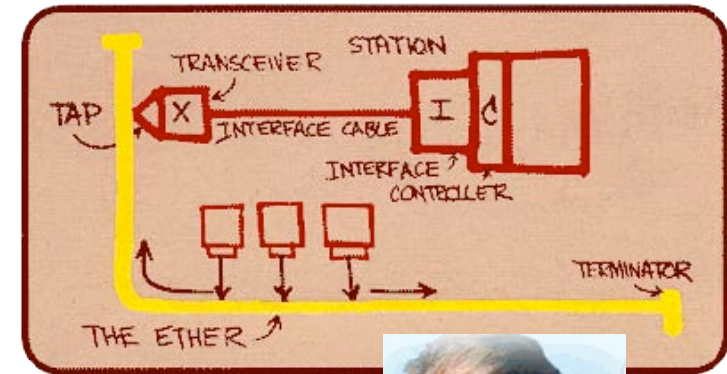 STATION
TRANSCEIVER
TAP
X
I
C
INTERFACE CABLE
INTERFACE
CONTROLLER
TERMINATOR
THE ETHER